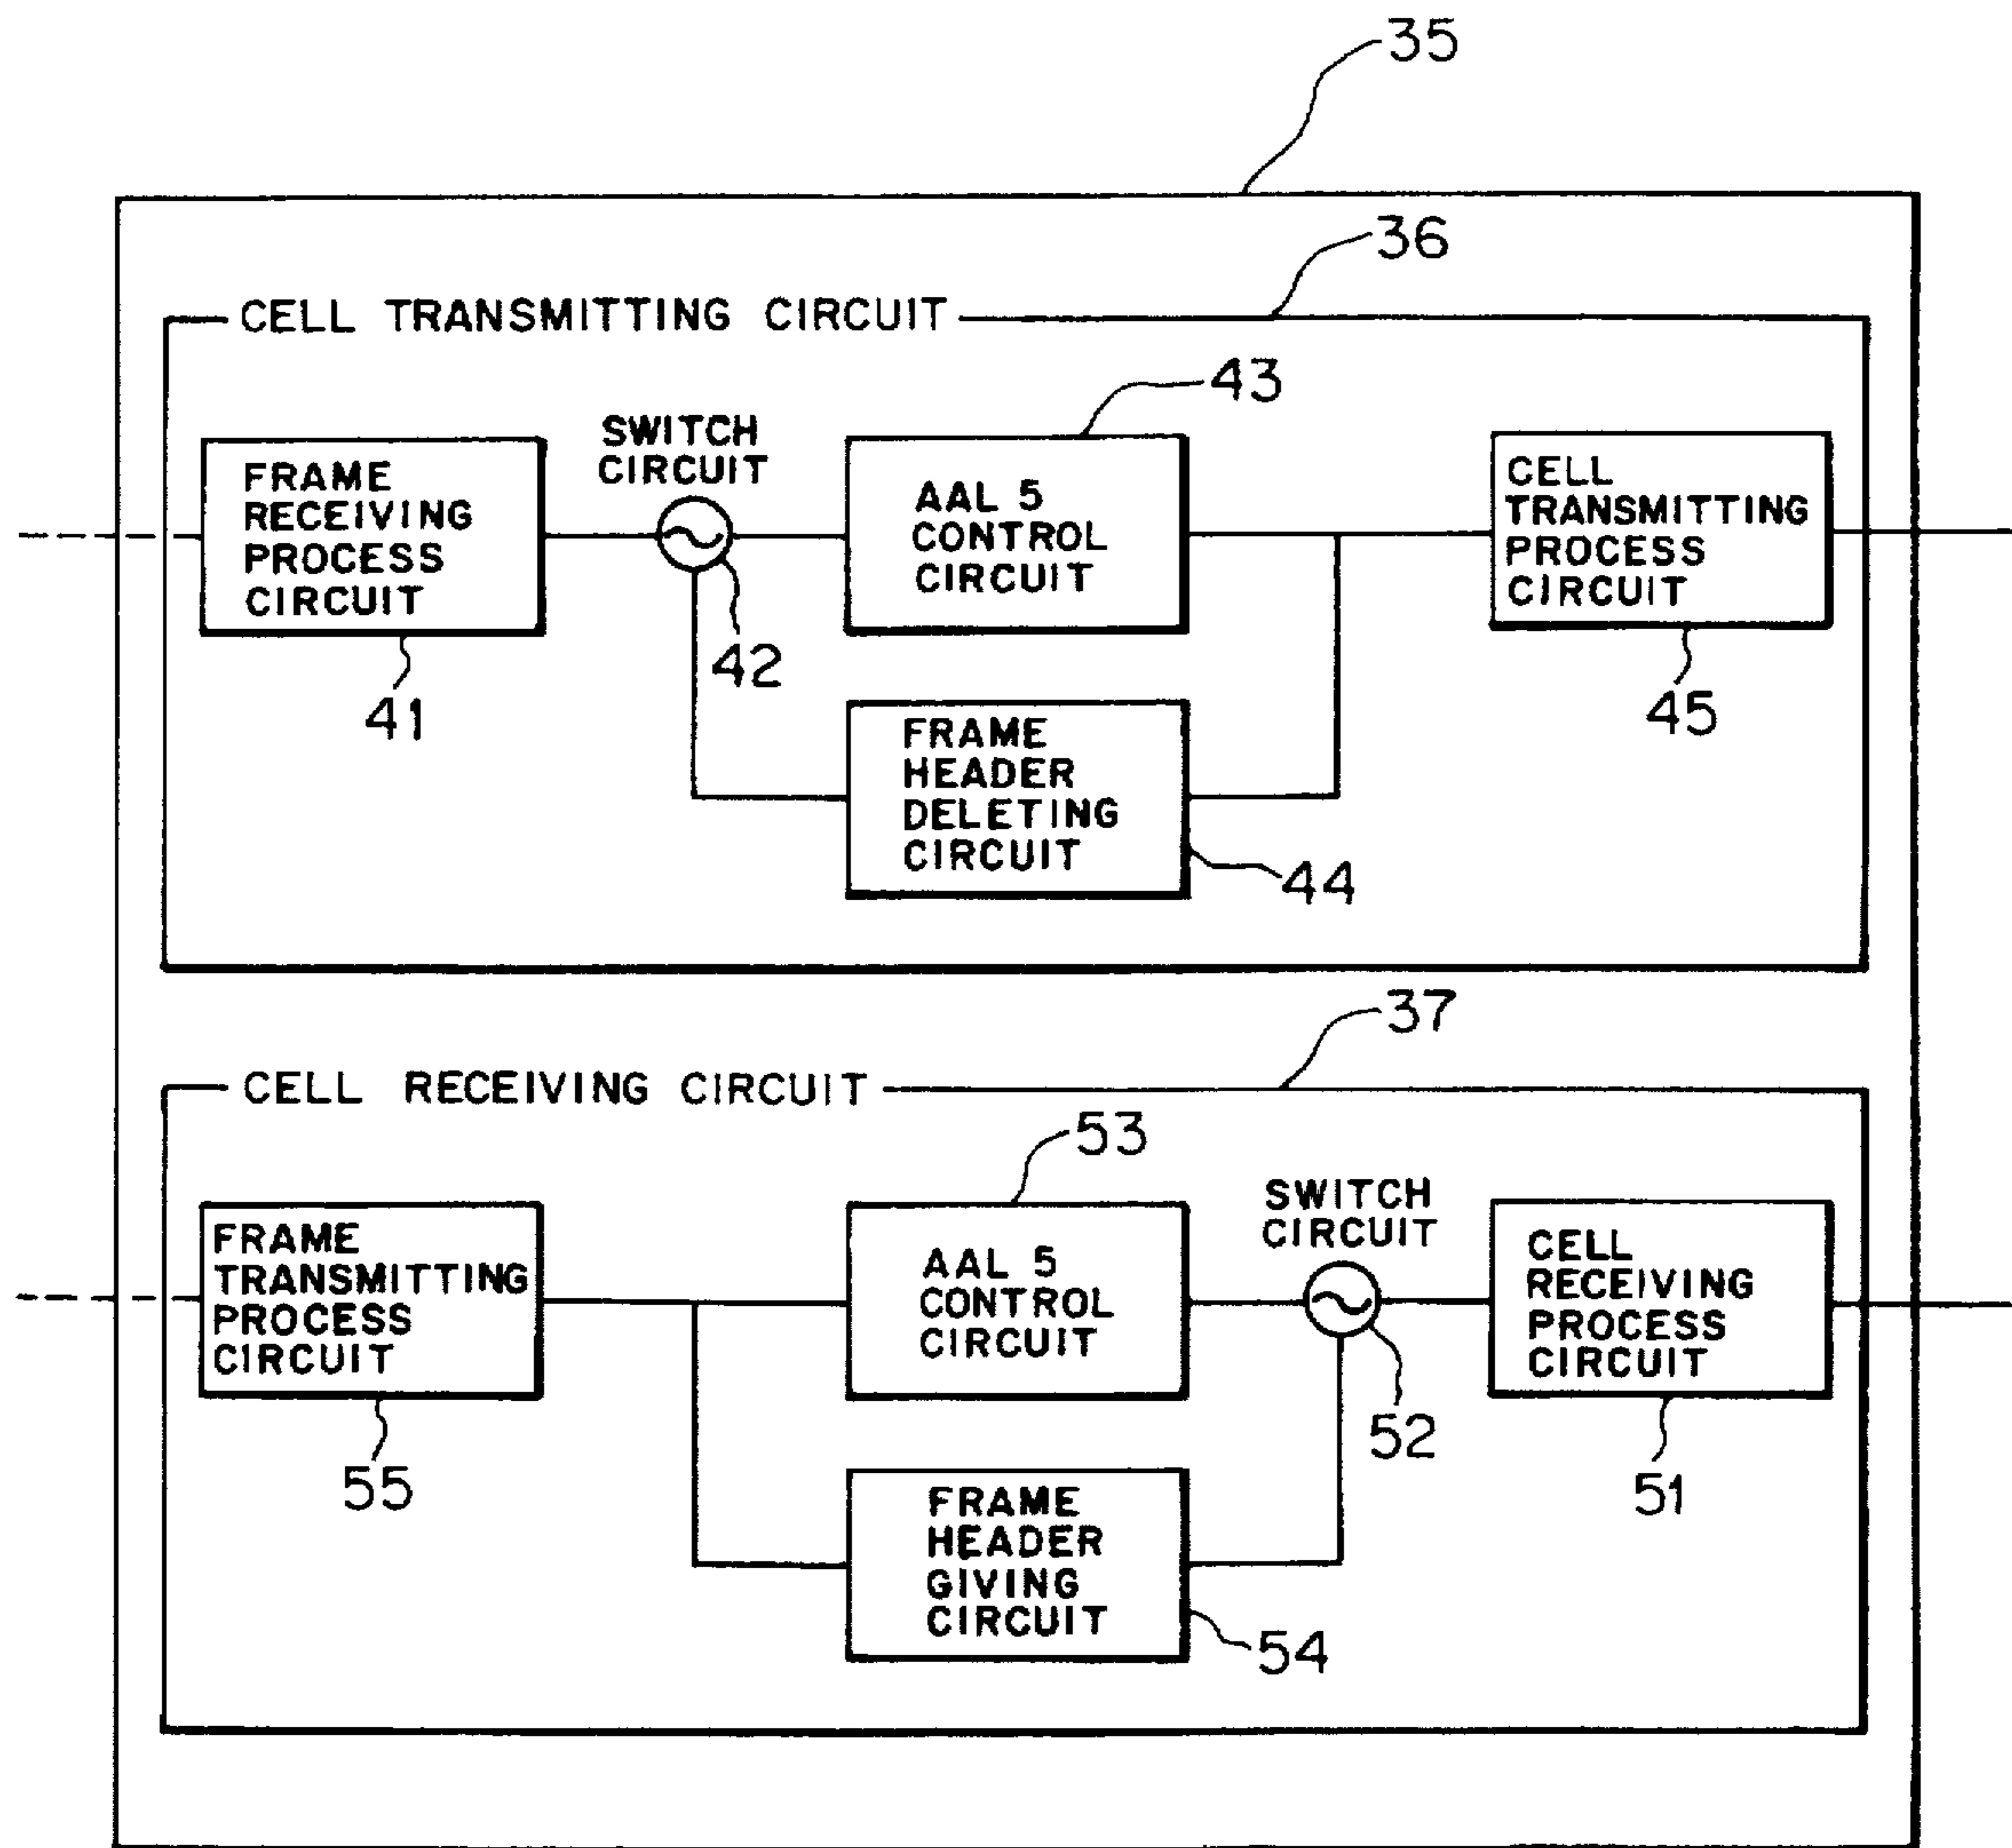 35
36
CELL TRANSMITTING CIRCUIT
43
SWITCH
CIRCUIT
FRAME
RECEIVING
PROCESS
CIRCUIT
AAL 5
CONTROL
CIRCUIT
CELL
TRANSMITTING
PROCESS
CIRCUIT
42
41
45
FRAME
HEADER
DELETING
CIRCUIT
44
37
CELL RECEIVING CIRCUIT
53
SWITCH
CIRCUIT
FRAME
TRANSMITTING
PROCESS
CIRCUIT
AAL 5
CONTROL
CIRCUIT
CELL
RECEIVING
PROCESS
CIRCUIT
52
55
51
FRAME
HEADER
GIVING
CIRCUIT
54